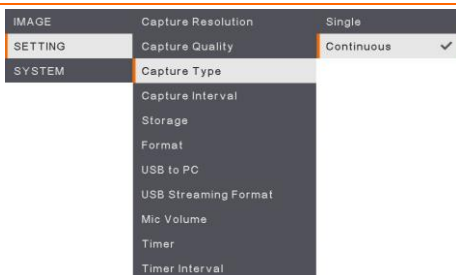 IMAGE
SETTING
SYSTEM
Capture Resolution
Capture Quality
Capture Type
Capture Interval
Storage
Format
USB to PC
USB Streaming Format
Mic Volume
Timer
Timer Interval
Single
Continuous